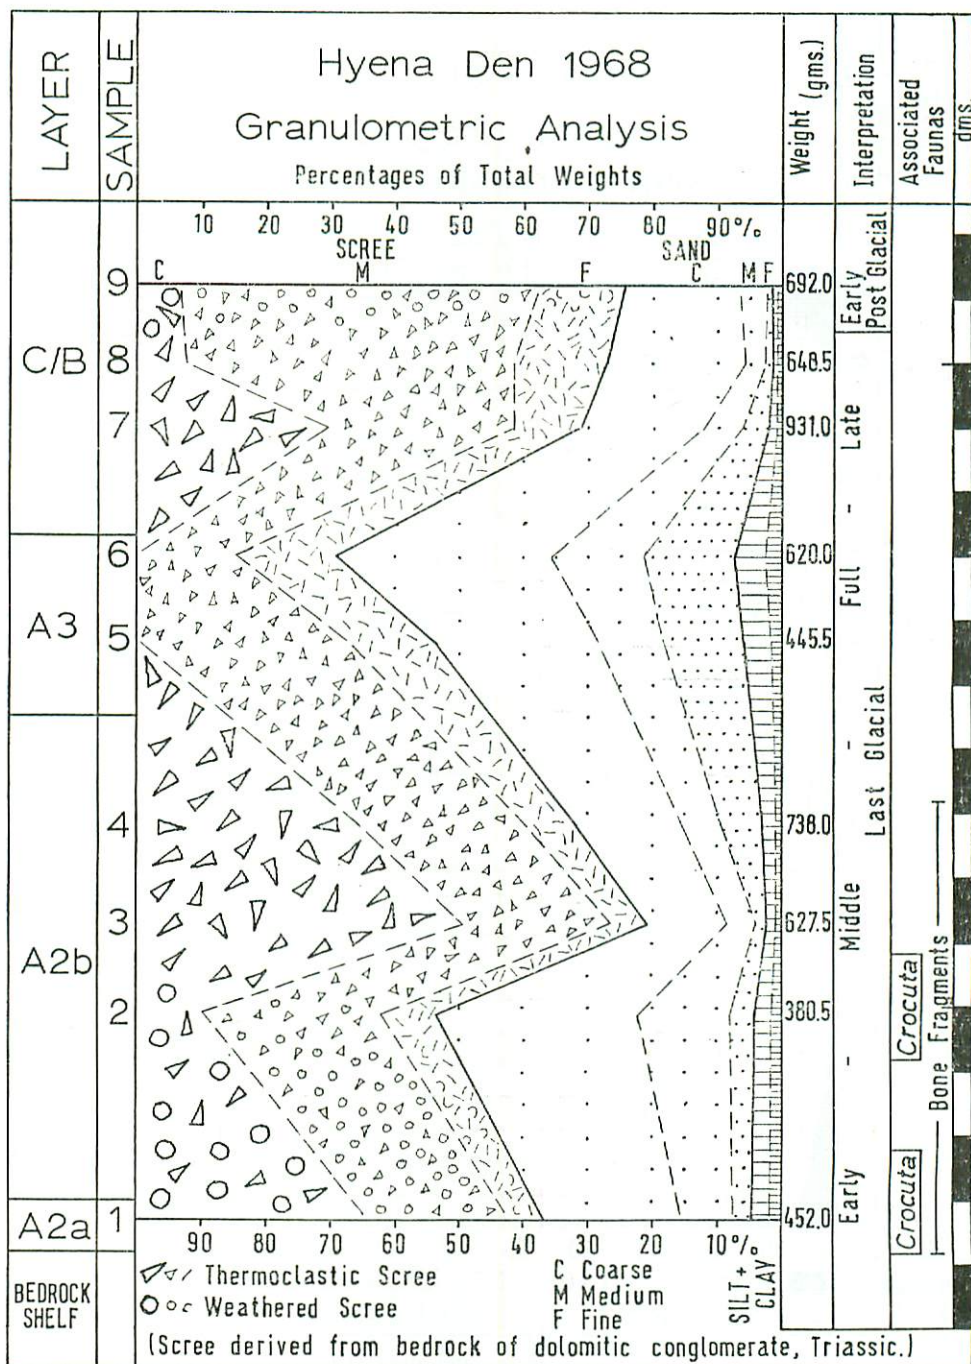 LAYER
SAMPLE
Hyena Den 1968
Granulometric Analysis
Percentages of Total Weights
Weight (gms.)
Interpretation
Associated
Faunas
dms.
10 20 30 40 50 60 70 80 90%
SCREE SAND
C M F C M F
9 692.0
C/B 8 648.5
7 931.0
6 620.0
A3
5 445.5
4 738.0
3 627.5
A2b
2 380.5
A2a 1 452.0
Early
Post Glacial
Early - Middle - Full - Late
Last Glacial
Crocuta
Crocuta
Bone Fragments
90 80 70 60 50 40 30 20 10%
SILT +
CLAY
BEDROCK
SHELF
Thermoclastic Scree
Weathered Scree
C Coarse
M Medium
F Fine
(Scree derived from bedrock of dolomitic conglomerate, Triassic.)